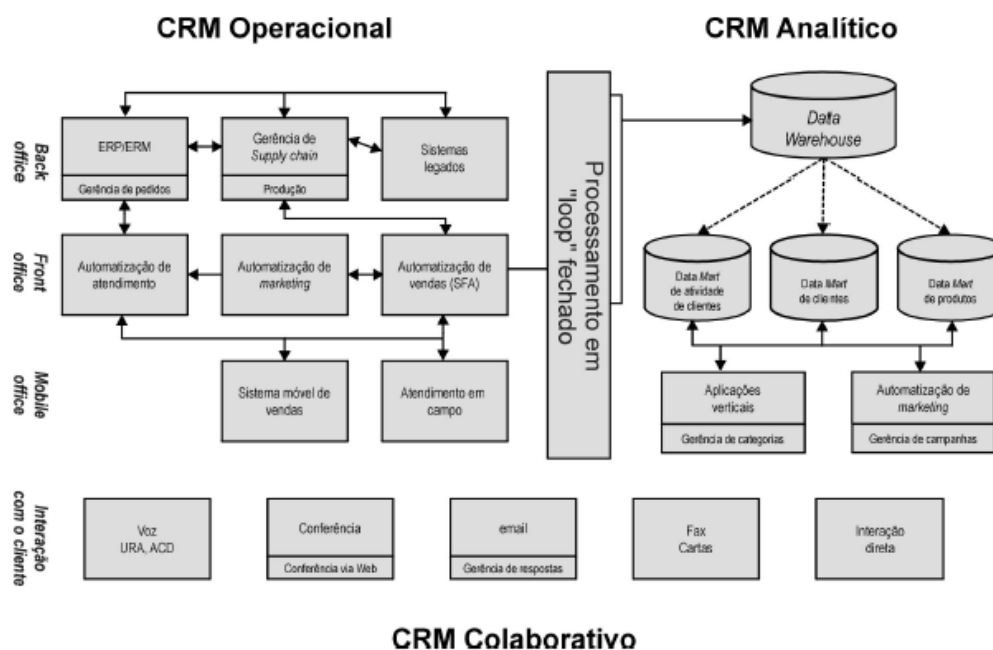 CRM Operacional
CRM Analítico
Back
office
ERP/ERM
Gerência de pedidos
Gerência de
Supply chain
Produção
Sistemas
legados
Front
office
Automatização de
atendimento
Automatização de
marketing
Automatização de
vendas (SFA)
Mobile
office
Sistema móvel de
vendas
Atendimento em
campo
Processamento em
"loop" fechado
Data
Warehouse
Data Mart
de atividade
de clientes
Data Mart
de clientes
Data Mart
de produtos
Aplicações
verticais
Gerência de categorias
Automatização de
marketing
Gerência de campanhas
Interação
com o cliente
Voz
URA, ACD
Conferência
Conferência via Web
email
Gerência de respostas
Fax
Cartas
Interação
direta
CRM Colaborativo